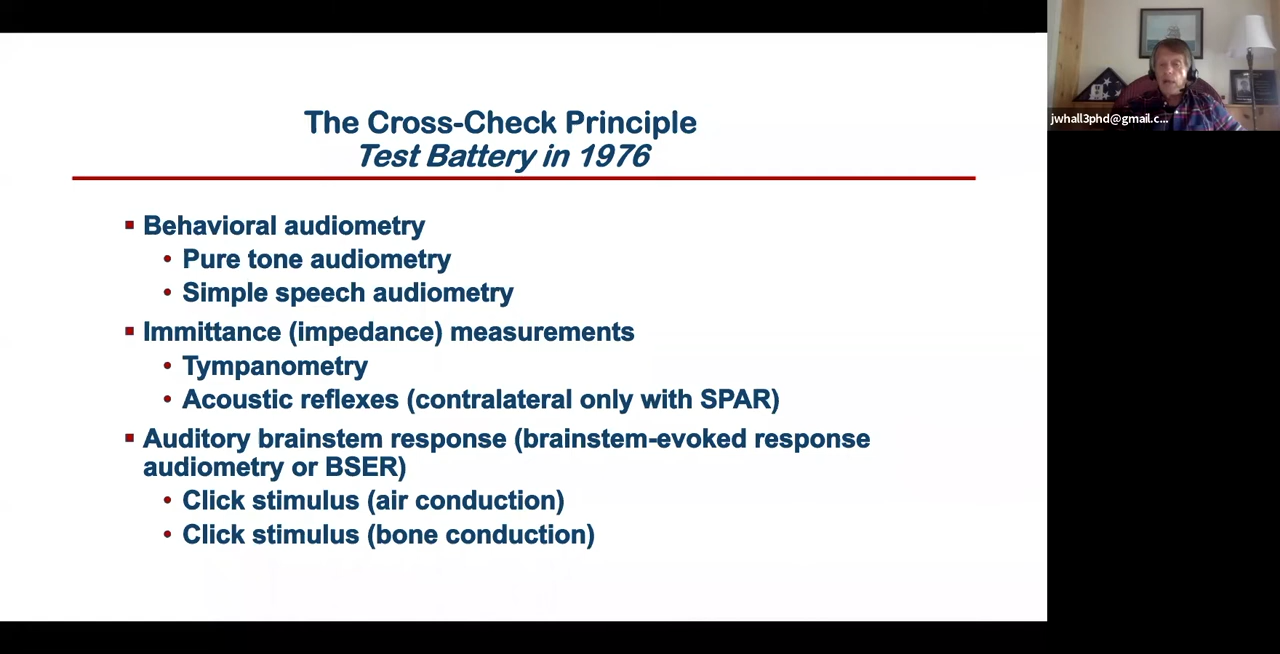 The Cross-Check Principle
Test Battery in 1976
▪ Behavioral audiometry
• Pure tone audiometry
• Simple speech audiometry
▪ Immittance (impedance) measurements
• Tympanometry
• Acoustic reflexes (contralateral only with SPAR)
▪ Auditory brainstem response (brainstem-evoked response
audiometry or BSER)
• Click stimulus (air conduction)
• Click stimulus (bone conduction)
jwhall3phd@gmail.c...